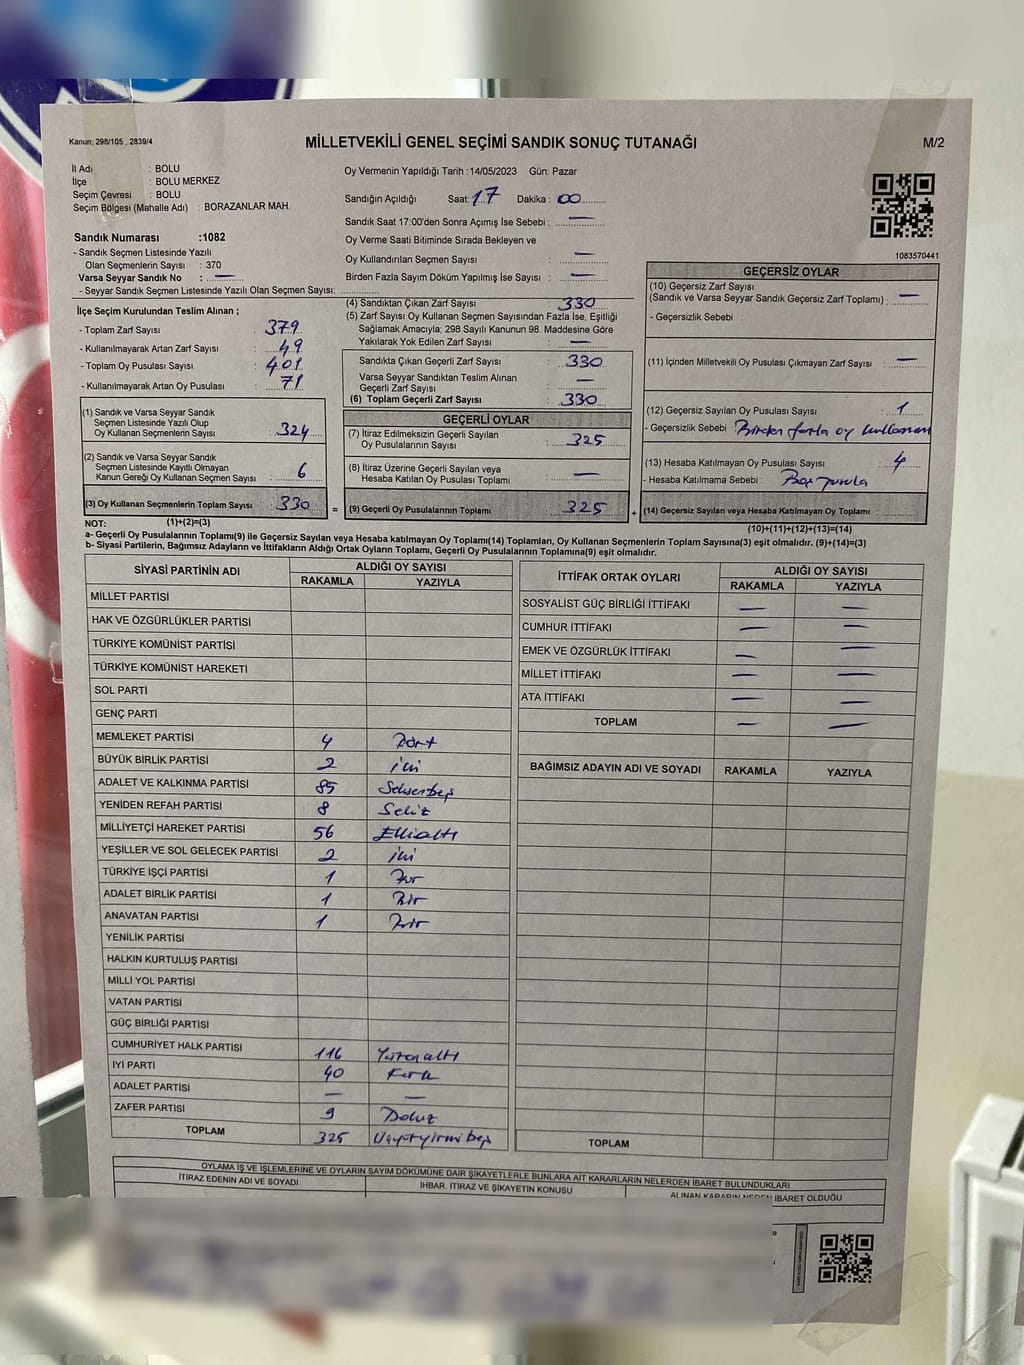 Kanun: 298/105 , 2839/4
MİLLETVEKİLİ GENEL SEÇİMİ SANDIK SONUÇ TUTANAĞI
M/2
İl Adı : BOLU
İlçe : BOLU MERKEZ
Seçim Çevresi : BOLU
Seçim Bölgesi (Mahalle Adı) : BORAZANLAR MAH.
Sandık Numarası :1082
- Sandık Seçmen Listesinde Yazılı
Olan Seçmenlerin Sayısı : 370
Varsa Seyyar Sandık No : —
- Seyyar Sandık Seçmen Listesinde Yazılı Olan Seçmen Sayısı:
Oy Vermenin Yapıldığı Tarih :14/05/2023 Gün: Pazar
Sandığın Açıldığı Saat: 17 Dakika : 00
Sandık Saat 17:00'den Sonra Açımış İse Sebebi : —
Oy Verme Saati Bitiminde Sırada Bekleyen ve
Oy Kullandırılan Seçmen Sayısı : —
Birden Fazla Sayım Döküm Yapılmış İse Sayısı : —
1083570441
İlçe Seçim Kurulundan Teslim Alınan ;
- Toplam Zarf Sayısı : 379
- Kullanılmayarak Artan Zarf Sayısı : 49
- Toplam Oy Pusulası Sayısı : 401
- Kullanılmayarak Artan Oy Pusulası : 71
(1) Sandık ve Varsa Seyyar Sandık
Seçmen Listesinde Yazılı Olup
Oy Kullanan Seçmenlerin Sayısı : 324
(2) Sandık ve Varsa Seyyar Sandık
Seçmen Listesinde Kayıtlı Olmayan
Kanun Gereği Oy Kullanan Seçmen Sayısı : 6
(3) Oy Kullanan Seçmenlerin Toplam Sayısı : 330
(1)+(2)=(3)
(4) Sandıktan Çıkan Zarf Sayısı : 330
(5) Zarf Sayısı Oy Kullanan Seçmen Sayısından Fazla İse, Eşitliği
Sağlamak Amacıyla; 298 Sayılı Kanunun 98. Maddesine Göre
Yakılarak Yok Edilen Zarf Sayısı : —
Sandıkta Çıkan Geçerli Zarf Sayısı : 330
Varsa Seyyar Sandıktan Teslim Alınan
Geçerli Zarf Sayısı : —
(6) Toplam Geçerli Zarf Sayısı : 330
GEÇERLİ OYLAR
(7) İtiraz Edilmeksizin Geçerli Sayılan
Oy Pusulalarının Sayısı : 325
(8) İtiraz Üzerine Geçerli Sayılan veya
Hesaba Katılan Oy Pusulası Toplamı : —
= (9) Geçerli Oy Pusulalarının Toplamı : 325 +
GEÇERSİZ OYLAR
(10) Geçersiz Zarf Sayısı
(Sandık ve Varsa Seyyar Sandık Geçersiz Zarf Toplamı) : —
- Geçersizlik Sebebi :
(11) İçinden Milletvekili Oy Pusulası Çıkmayan Zarf Sayısı : —
(12) Geçersiz Sayılan Oy Pusulası Sayısı : 1
- Geçersizlik Sebebi : Birden fazla oy kullanan
(13) Hesaba Katılmayan Oy Pusulası Sayısı : 4
- Hesaba Katılmama Sebebi :
(14) Geçersiz Sayılan veya Hesaba Katılmayan Oy Toplamı :
(10)+(11)+(12)+(13)=(14)
NOT:
a- Geçerli Oy Pusulalarının Toplamı(9) ile Geçersiz Sayılan veya Hesaba katılmayan Oy Toplamı(14) Toplamları, Oy Kullanan Seçmenlerin Toplam Sayısına(3) eşit olmalıdır. (9)+(14)=(3)
b- Siyasi Partilerin, Bağımsız Adayların ve İttifakların Aldığı Ortak Oyların Toplamı, Geçerli Oy Pusulalarının Toplamına(9) eşit olmalıdır.
SİYASİ PARTİNİN ADI ALDIĞI OY SAYISI
RAKAMLA YAZIYLA
MİLLET PARTİSİ
HAK VE ÖZGÜRLÜKLER PARTİSİ
TÜRKİYE KOMÜNİST PARTİSİ
TÜRKİYE KOMÜNİST HAREKETİ
SOL PARTİ
GENÇ PARTİ
MEMLEKET PARTİSİ 4 Dört
BÜYÜK BİRLİK PARTİSİ 2 iki
ADALET VE KALKINMA PARTİSİ 85 Seksenbeş
YENİDEN REFAH PARTİSİ 8 Sekiz
MİLLİYETÇİ HAREKET PARTİSİ 56 Ellialtı
YEŞİLLER VE SOL GELECEK PARTİSİ 2 iki
TÜRKİYE İŞÇİ PARTİSİ 1 Bir
ADALET BİRLİK PARTİSİ 1 Bir
ANAVATAN PARTİSİ 1 Bir
YENİLİK PARTİSİ
HALKIN KURTULUŞ PARTİSİ
MİLLİ YOL PARTİSİ
VATAN PARTİSİ
GÜÇ BİRLİĞİ PARTİSİ
CUMHURİYET HALK PARTİSİ 116 Yüzonaltı
İYİ PARTİ 40 Kırk
ADALET PARTİSİ — —
ZAFER PARTİSİ 9 Dokuz
TOPLAM 325 Üçyüzyirmibeş
İTTİFAK ORTAK OYLARI ALDIĞI OY SAYISI
RAKAMLA YAZIYLA
SOSYALİST GÜÇ BİRLİĞİ İTTİFAKI — —
CUMHUR İTTİFAKI — —
EMEK VE ÖZGÜRLÜK İTTİFAKI — —
MİLLET İTTİFAKI — —
ATA İTTİFAKI — —
TOPLAM — —
BAĞIMSIZ ADAYIN ADI VE SOYADI RAKAMLA YAZIYLA
TOPLAM
OYLAMA İŞ VE İŞLEMLERİNE VE OYLARIN SAYIM DÖKÜMÜNE DAİR ŞİKAYETLERLE BUNLARA AİT KARARLARIN NELERDEN İBARET BULUNDUKLARI
İTİRAZ EDENİN ADI VE SOYADI İHBAR, İTİRAZ VE ŞİKAYETİN KONUSU ALINAN KARARIN NEDEN İBARET OLDUĞU